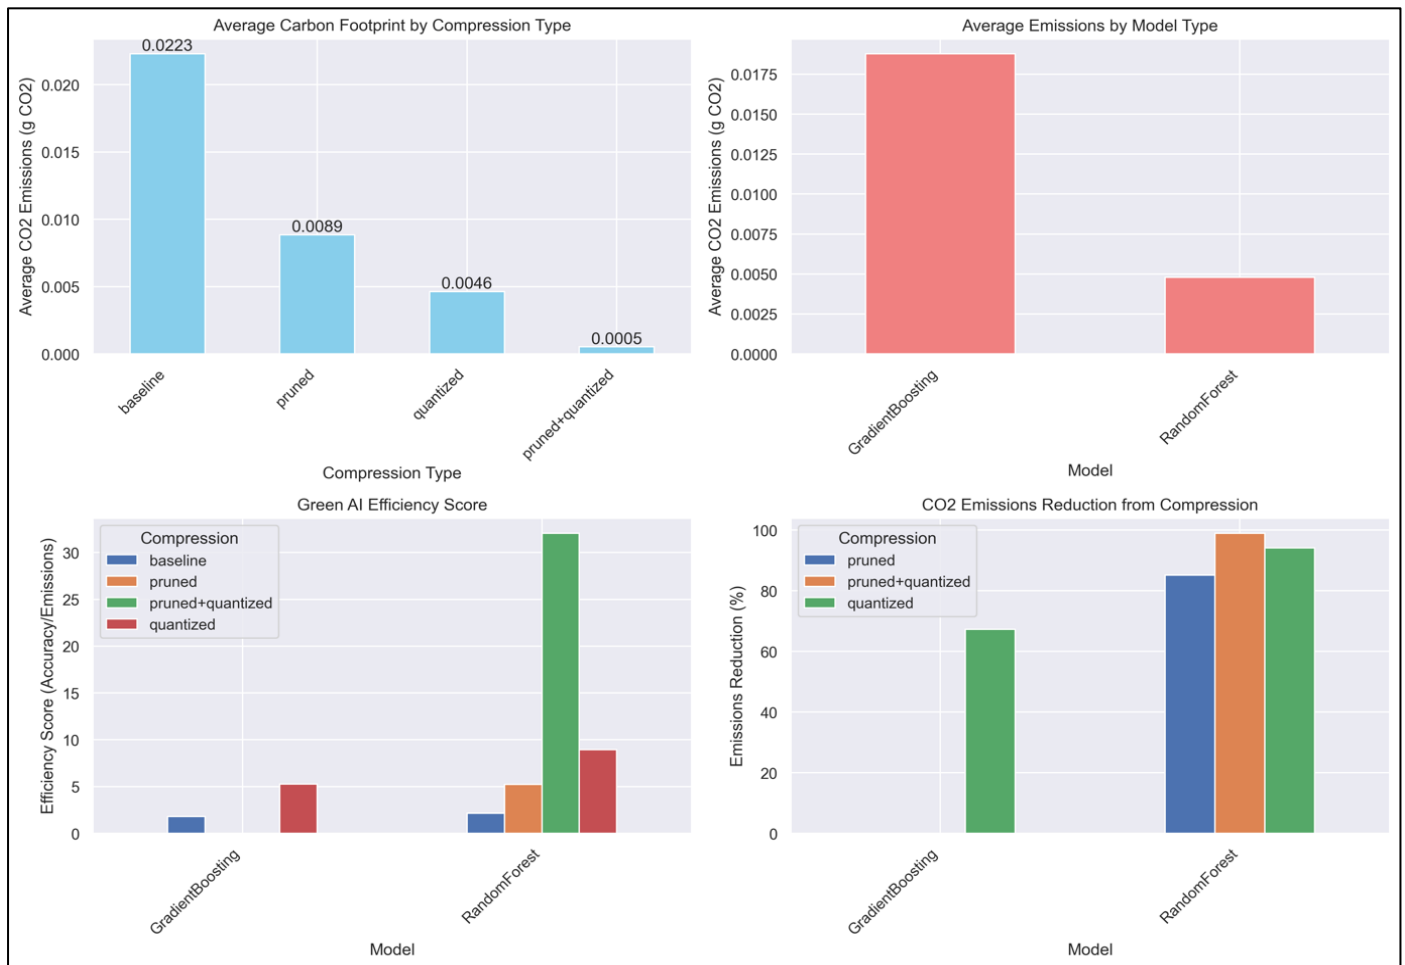 Average Carbon Footprint by Compression Type
Average CO2 Emissions (g CO2)
0.020
0.015
0.010
0.005
0.000
0.0223
0.0089
0.0046
0.0005
baseline
pruned
quantized
pruned+quantized
Compression Type
Average Emissions by Model Type
Average CO2 Emissions (g CO2)
0.0175
0.0150
0.0125
0.0100
0.0075
0.0050
0.0025
0.0000
GradientBoosting
RandomForest
Model
Green AI Efficiency Score
Efficiency Score (Accuracy/Emissions)
30
25
20
15
10
5
0
Compression
baseline
pruned
pruned+quantized
quantized
GradientBoosting
RandomForest
Model
CO2 Emissions Reduction from Compression
Emissions Reduction (%)
100
80
60
40
20
0
Compression
pruned
pruned+quantized
quantized
GradientBoosting
RandomForest
Model